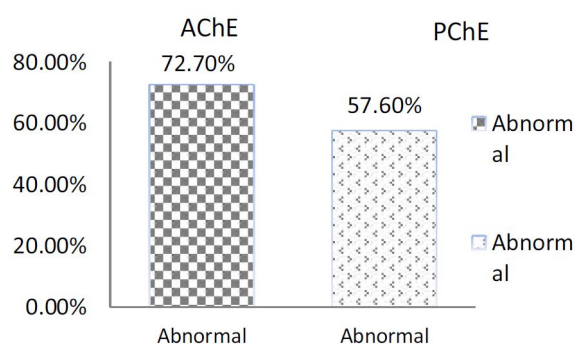 AChE
PChE
80.00%
60.00%
40.00%
20.00%
0.00%
72.70%
57.60%
Abnormal
Abnormal
Abnorm
al
Abnorm
al